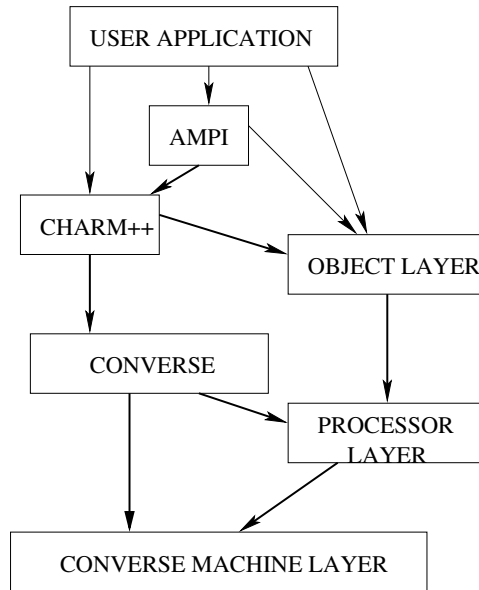 USER APPLICATION
AMPI
CHARM++
OBJECT LAYER
CONVERSE
PROCESSOR
LAYER
CONVERSE MACHINE LAYER